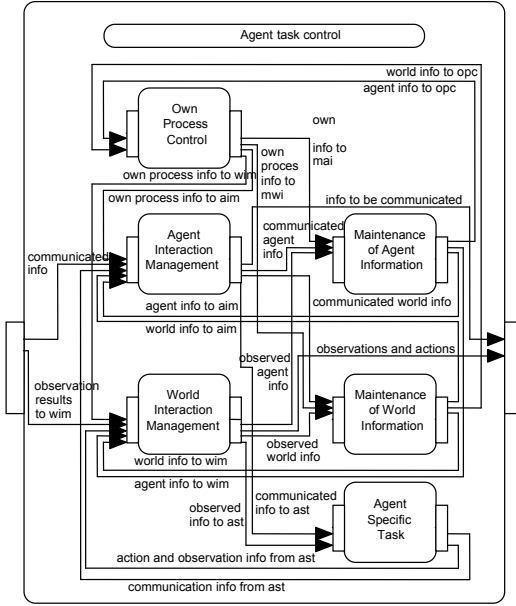 Agent task control
world info to opc
agent info to opc
Own
Process
Control
own
info to
mai
own
proces
info to
mwi
own process info to wim
own process info to aim
info to be communicated
Agent
Interaction
Management
communicated
agent
info
Maintenance
of Agent
Information
communicated
info
agent info to aim
communicated world info
world info to aim
observations and actions
observed
agent
info
observation
results
to wim
World
Interaction
Management
Maintenance
of World
Information
observed
world info
world info to wim
agent info to wim
observed
info to ast
communicated
info to ast
Agent
Specific
Task
action and observation info from ast
communication info from ast